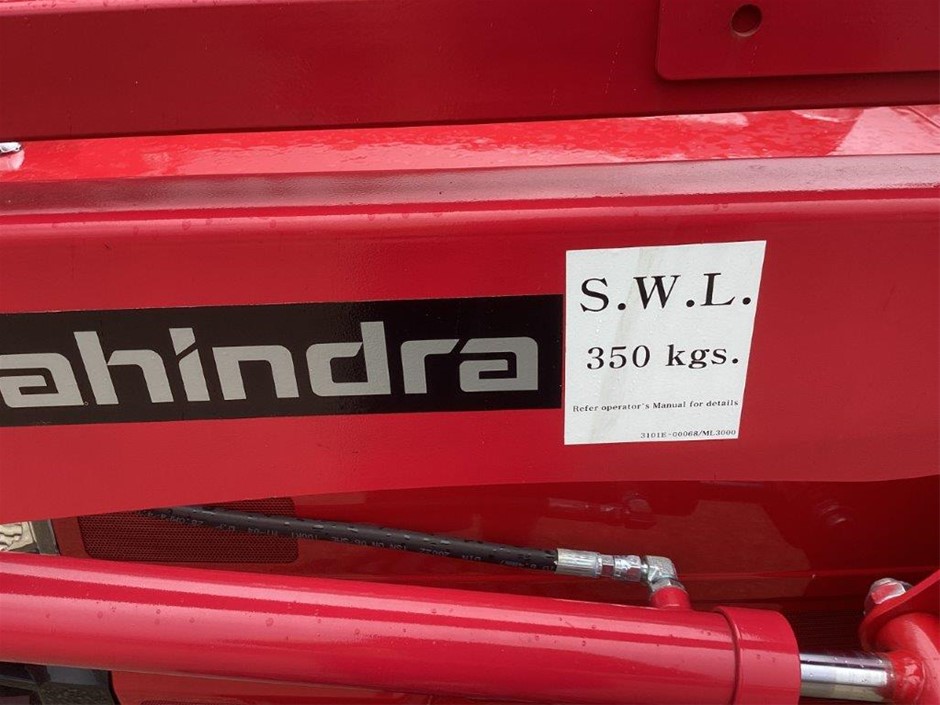 ahindra
S.W.L.
350 kgs.
Refer operator's Manual for details
3101E-00068/ML3000